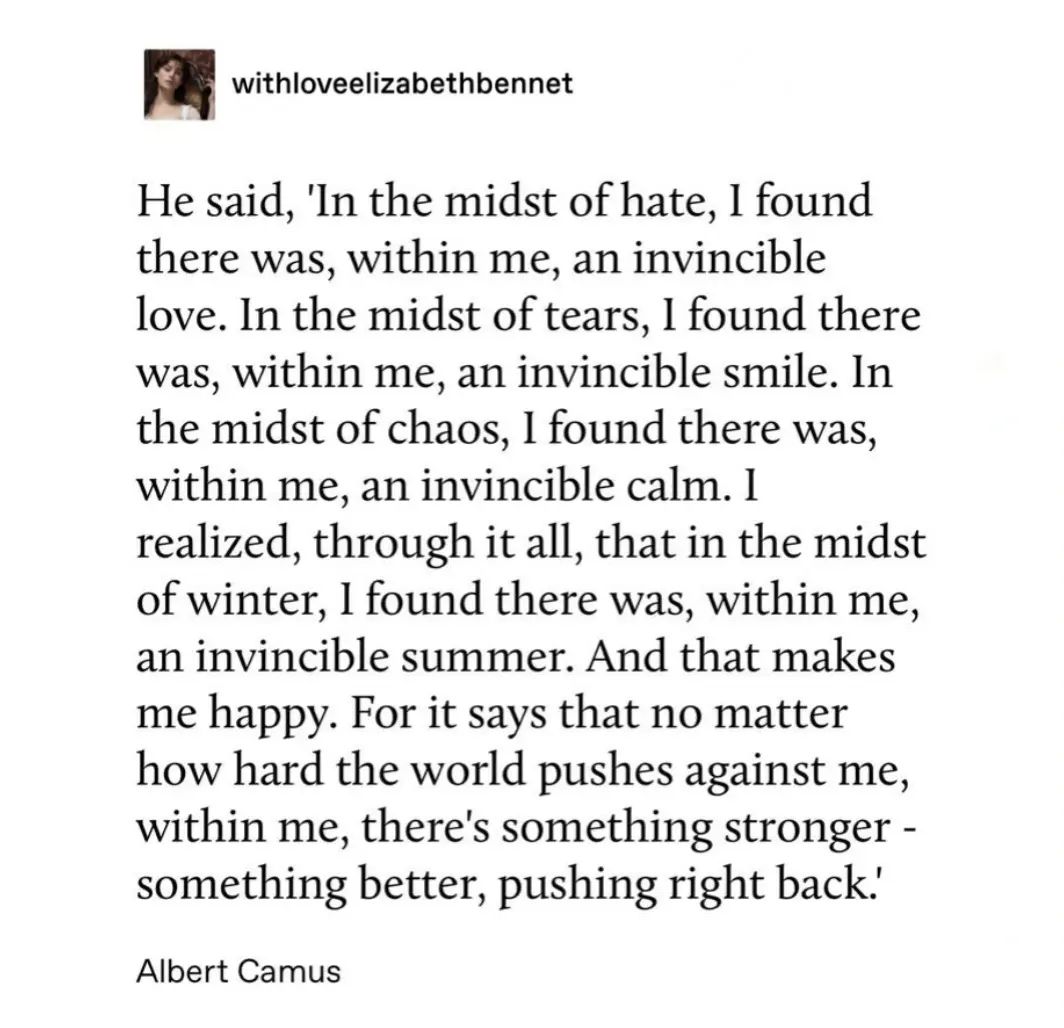 withloveelizabethbennet
He said, 'In the midst of hate, I found
there was, within me, an invincible
love. In the midst of tears, I found there
was, within me, an invincible smile. In
the midst of chaos, I found there was,
within me, an invincible calm. I
realized, through it all, that in the midst
of winter, I found there was, within me,
an invincible summer. And that makes
me happy. For it says that no matter
how hard the world pushes against me,
within me, there's something stronger -
something better, pushing right back.'
Albert Camus